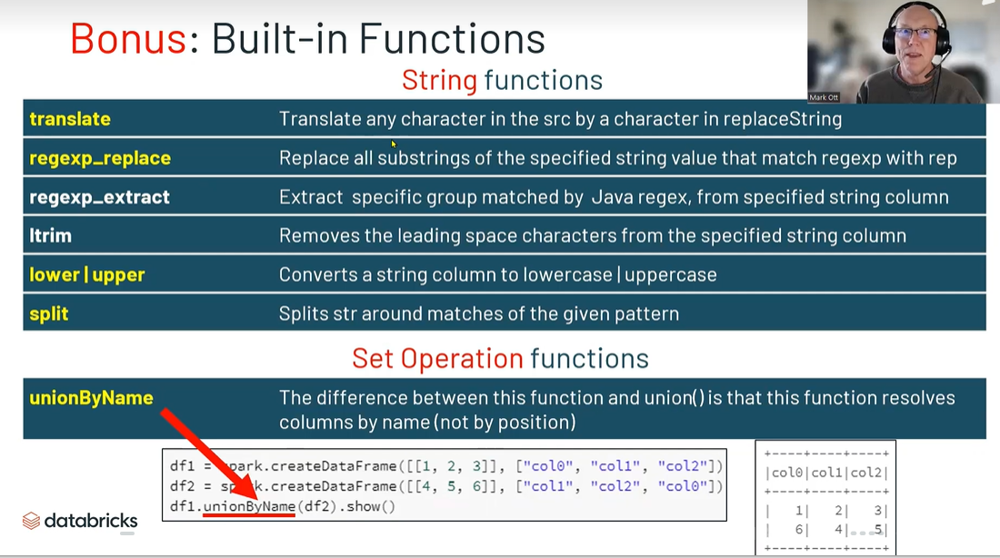 Bonus: Built-in Functions
String functions
Mark Ott
translate Translate any character in the src by a character in replaceString
regexp_replace Replace all substrings of the specified string value that match regexp with rep
regexp_extract Extract specific group matched by Java regex, from specified string column
ltrim Removes the leading space characters from the specified string column
lower | upper Converts a string column to lowercase | uppercase
split Splits str around matches of the given pattern
Set Operation functions
unionByName The difference between this function and union() is that this function resolves
columns by name (not by position)
df1 = spark.createDataFrame([[1, 2, 3]], ["col0", "col1", "col2"])
df2 = spark.createDataFrame([[4, 5, 6]], ["col1", "col2", "col0"])
df1.unionByName(df2).show()
+----+----+----+
|col0|col1|col2|
+----+----+----+
| 1| 2| 3|
| 6| 4| 5|
+----+----+----+
databricks